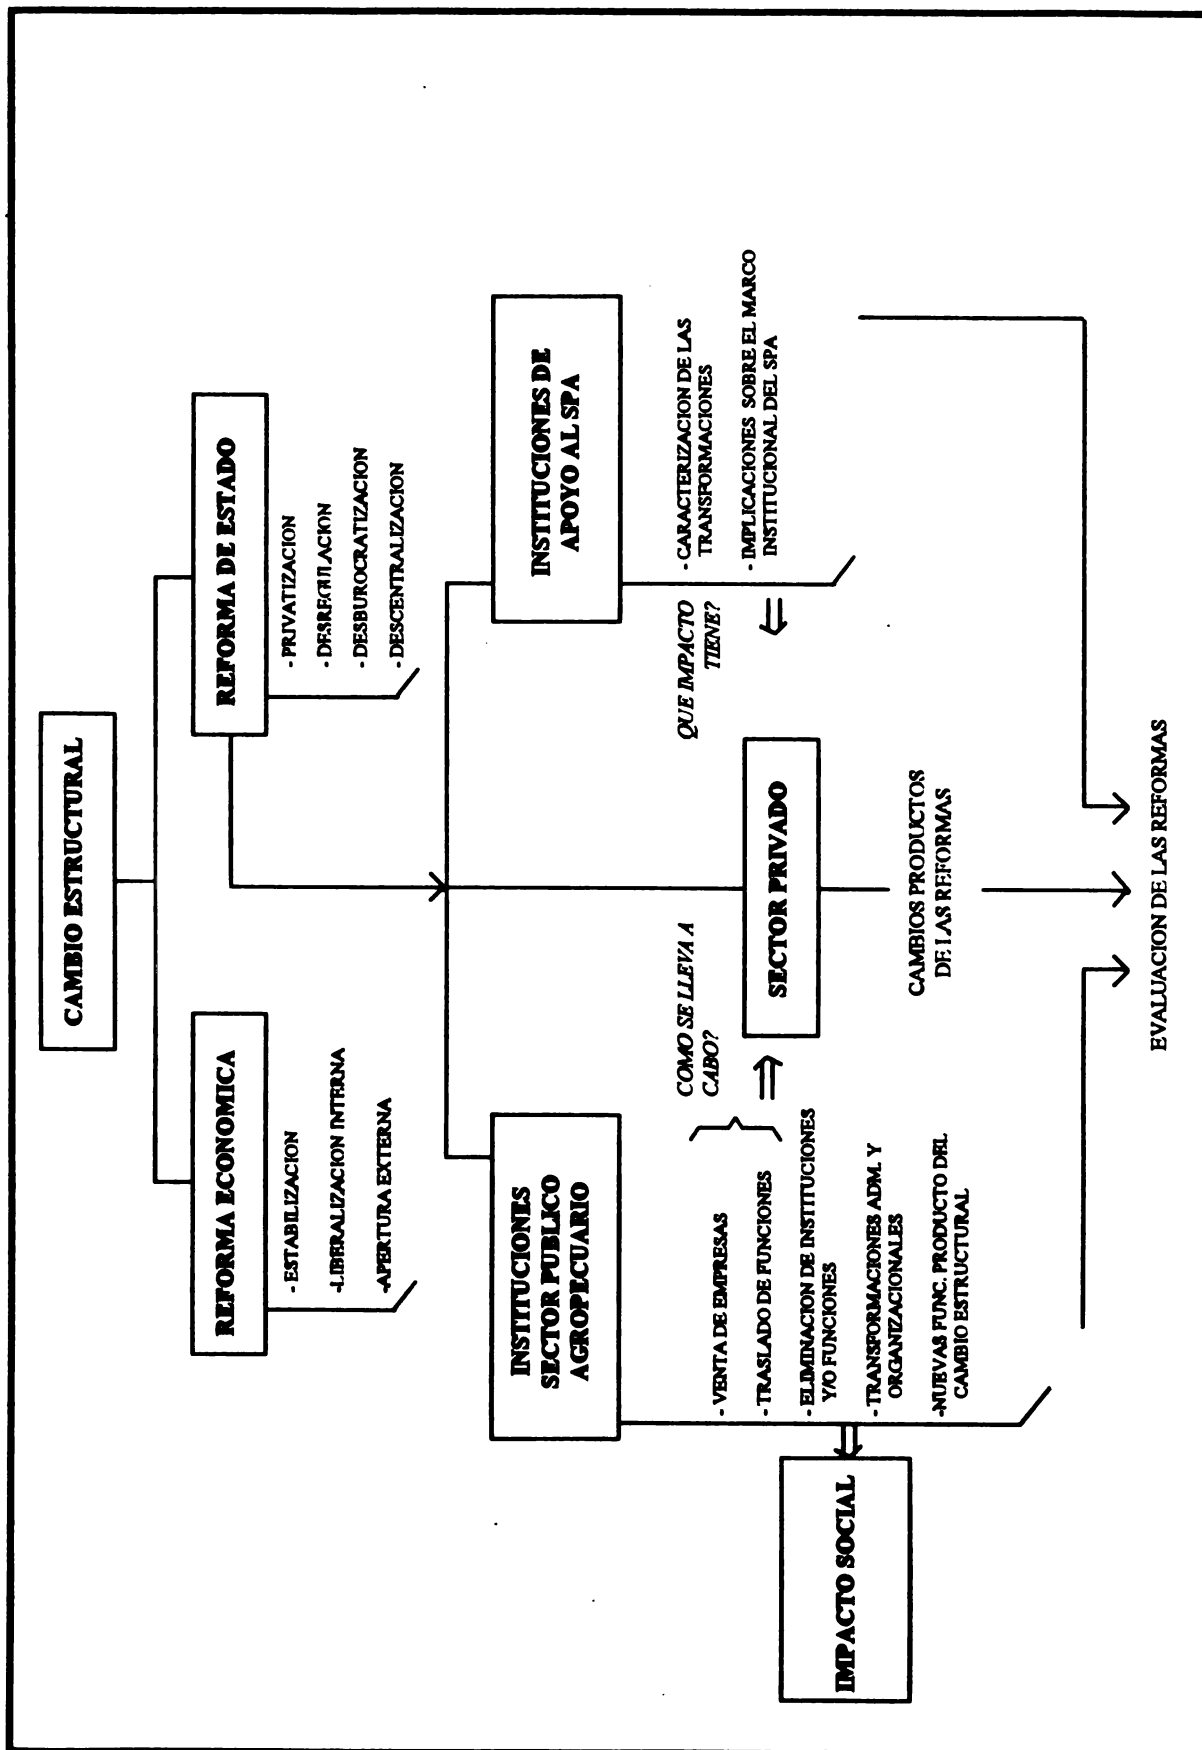 CAMBIO ESTRUCTURAL
REFORMA ECONOMICA
- ESTABILIZACION
-LIBERALIZACION INTERNA
-APERTURA EXTERNA
REFORMA DE ESTADO
- PRIVATIZACION
- DESREGULACION
- DESBUROCRATIZACION
- DESCENTRALIZACION
INSTITUCIONES
SECTOR PUBLICO
AGROPECUARIO
- VENTA DE EMPRESAS
- TRASLADO DE FUNCIONES
- ELIMINACION DE INSTITUCIONES
Y/O FUNCIONES
- TRANSFORMACIONES ADM. Y
ORGANIZACIONALES
-NUEVAS FUNC. PRODUCTO DEL
CAMBIO ESTRUCTURAL
IMPACTO SOCIAL
COMO SE LLEVA A
CABO?
SECTOR PRIVADO
CAMBIOS PRODUCTOS
DE LAS REFORMAS
QUE IMPACTO
TIENE?
INSTITUCIONES DE
APOYO AL SPA
- CARACTERIZACION DE LAS
TRANSFORMACIONES
- IMPLICACIONES SOBRE EL MARCO
INSTITUCIONAL DEL SPA
EVALUACION DE LAS REFORMAS